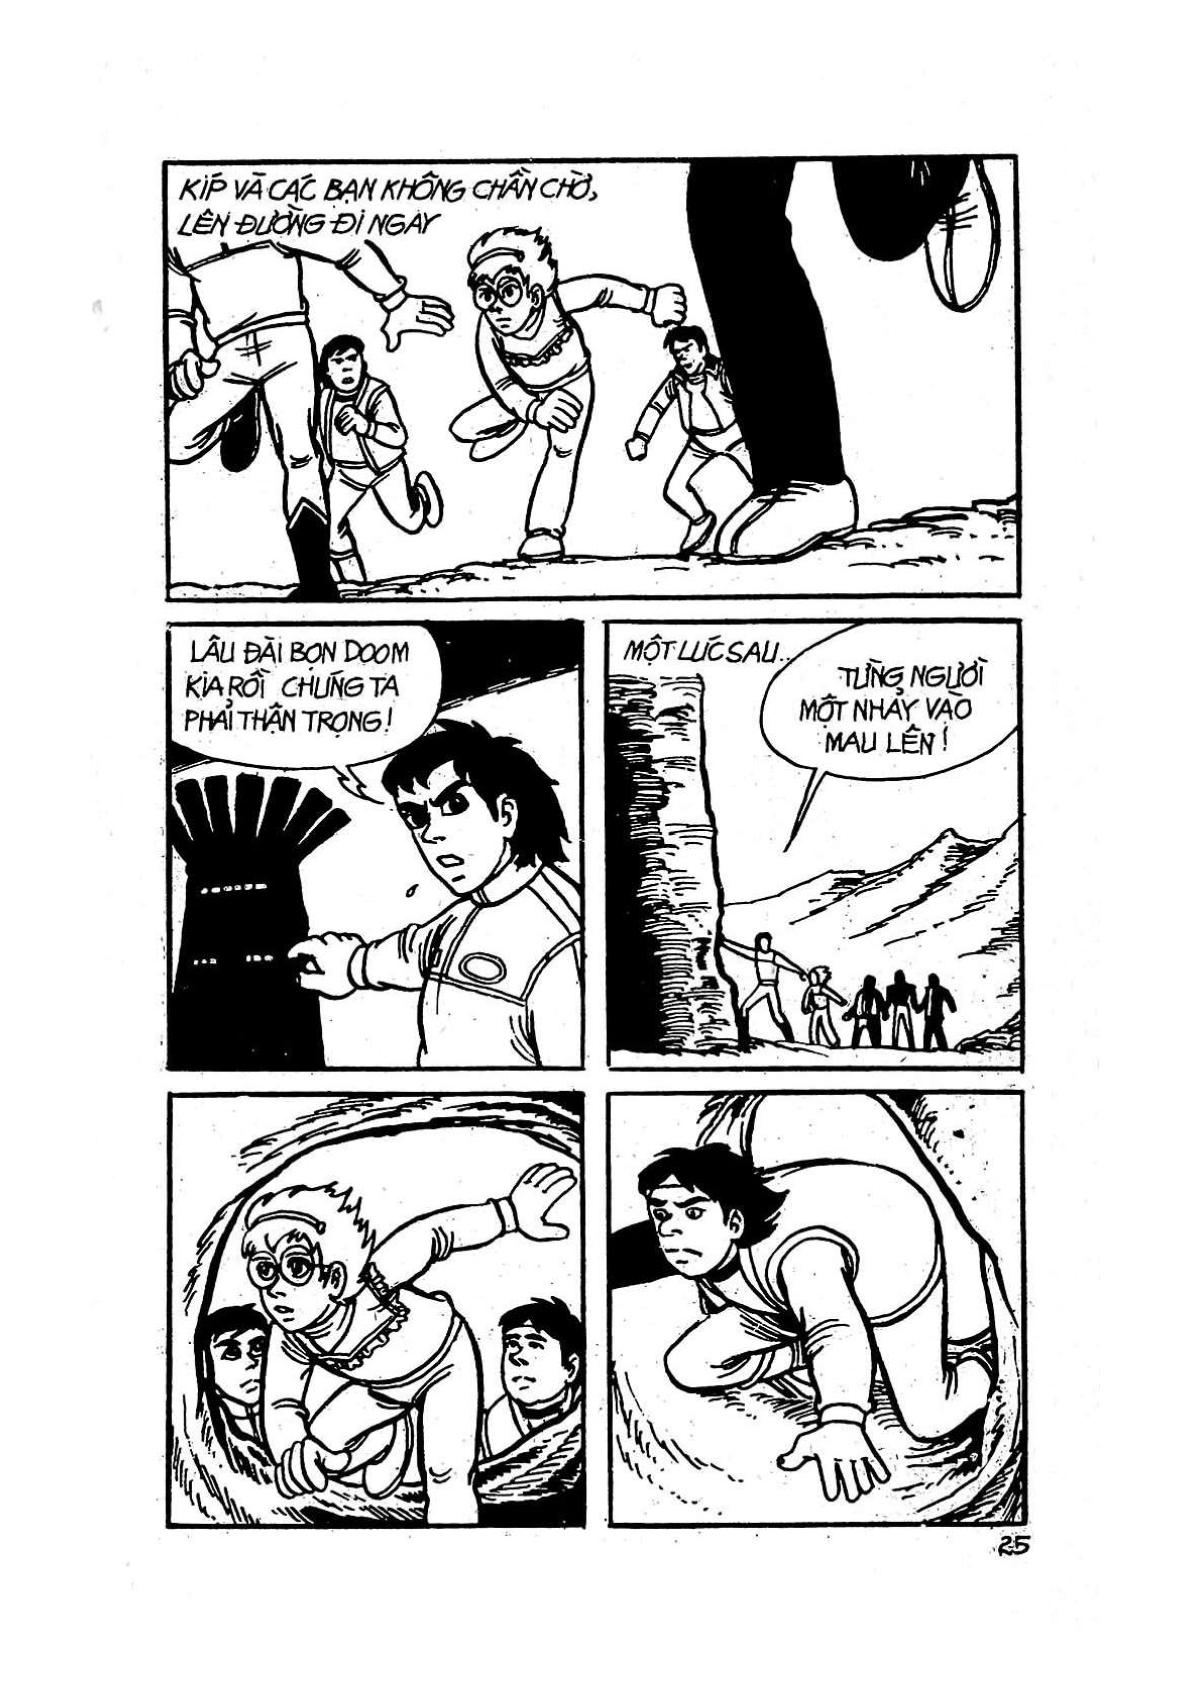 KÍP VÀ CÁC BẠN KHÔNG CHẦN CHỜ,
LÊN ĐƯỜNG ĐI NGAY
LÂU ĐÀI BỌN DOOM
KIA RỒI CHÚNG TA
PHẢI THẬN TRỌNG!
MỘT LÚC SAU..
TỪNG NGƯỜI
MỘT NHẢY VÀO
MAU LÊN!
25